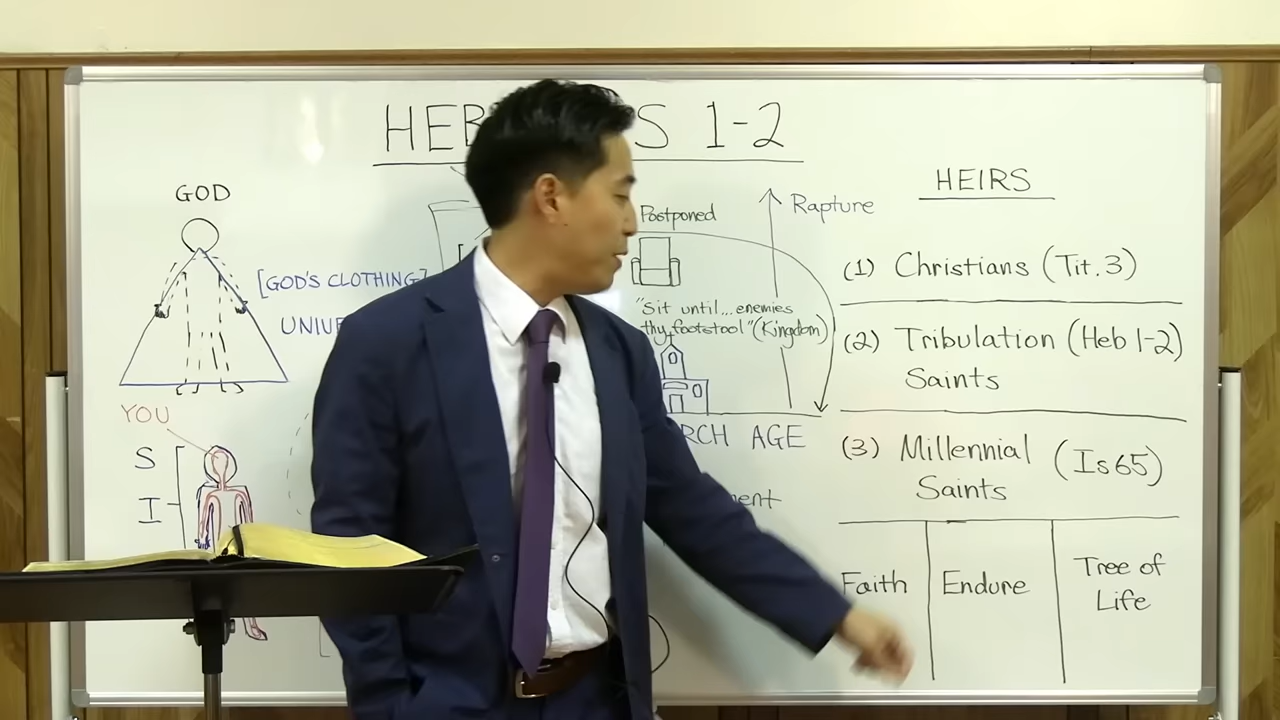 HEB S 1-2
GOD
[GOD'S CLOTHING]
UNIVE
YOU
S
I
Postponed
Rapture
"Sit until...enemies
thy footstool" (Kingdom)
RCH AGE
ent
HEIRS
(1) Christians (Tit. 3)
(2) Tribulation (Heb 1-2)
Saints
(3) Millennial (Is 65)
Saints
Faith
Endure
Tree of
Life